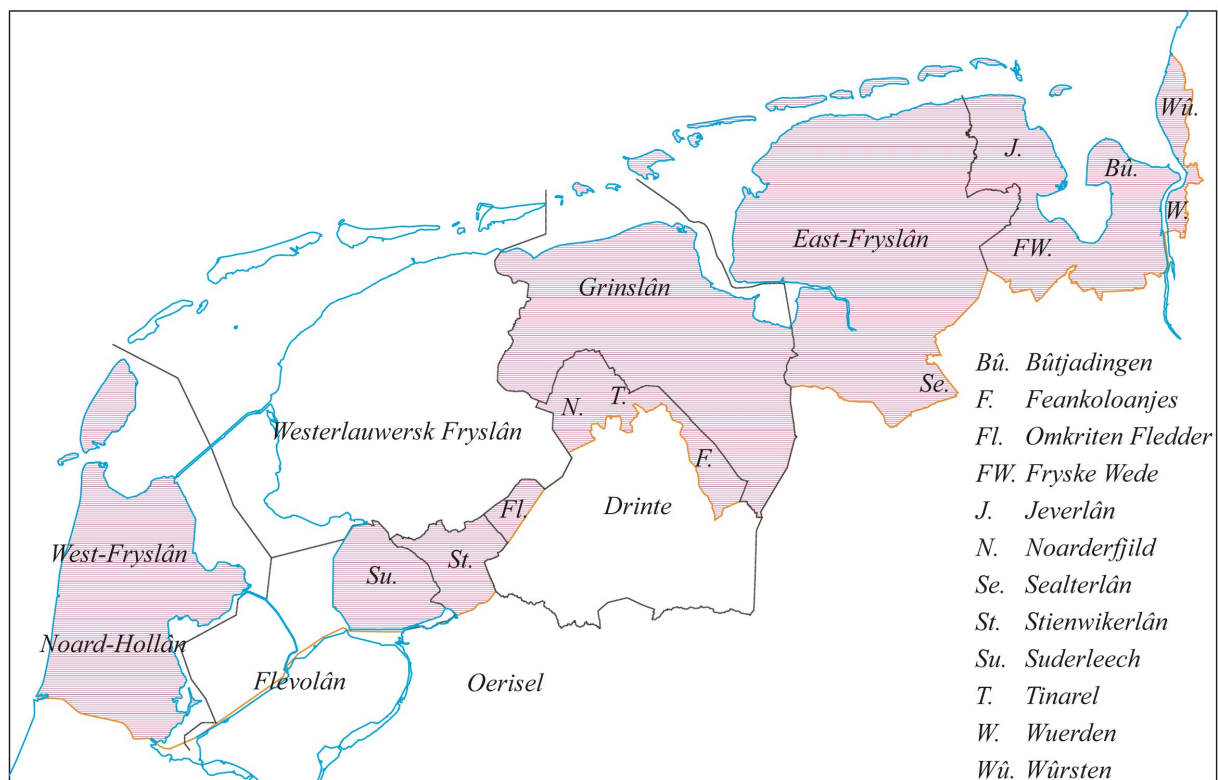 Wû.
J.
Bû.
W.
East-Fryslân
FW.
Grinslân
Se.
T.
N.
Westerlauwersk Fryslân
F.
Fl.
Drinte
West-Fryslân
St.
Su.
Noard-Hollân
Flevolân
Oerisel
Bû. Bûtjadingen
F. Feankoloanjes
Fl. Omkriten Fledder
FW. Fryske Wede
J. Jeverlân
N. Noarderfjild
Se. Sealterlân
St. Stienwikerlân
Su. Suderleech
T. Tinarel
W. Wuerden
Wû. Wûrsten